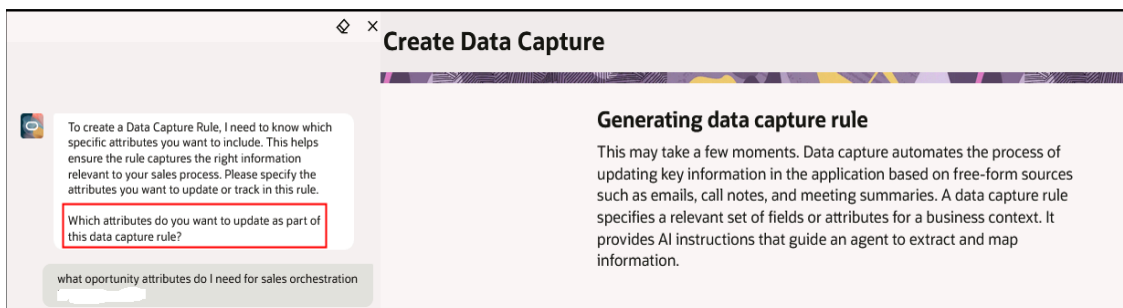 Create Data Capture
To create a Data Capture Rule, I need to know which
specific attributes you want to include. This helps
ensure the rule captures the right information
relevant to your sales process. Please specify the
attributes you want to update or track in this rule.
Which attributes do you want to update as part of
this data capture rule?
what oportunity attributes do I need for sales orchestration
Generating data capture rule
This may take a few moments. Data capture automates the process of
updating key information in the application based on free-form sources
such as emails, call notes, and meeting summaries. A data capture rule
specifies a relevant set of fields or attributes for a business context. It
provides AI instructions that guide an agent to extract and map
information.